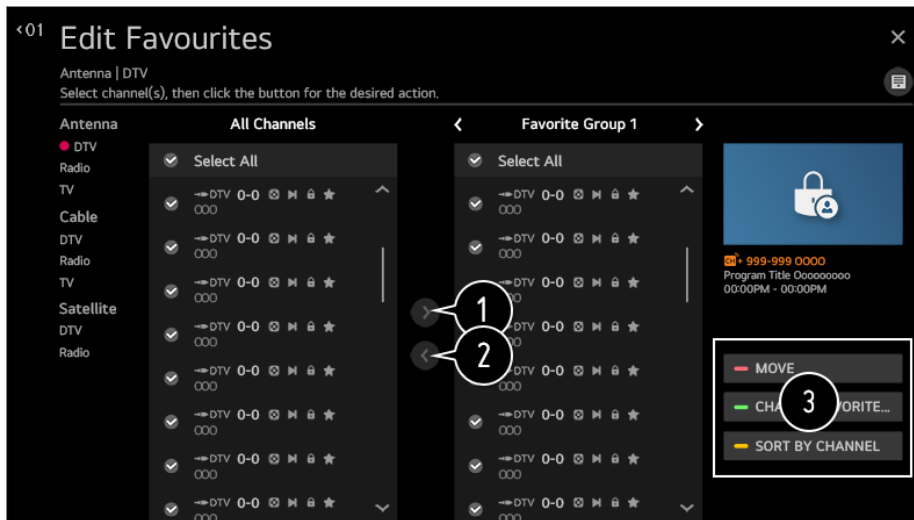 <01 Edit Favourites
Antenna | DTV
Select channel(s), then click the button for the desired action.
Antenna
DTV
Radio
TV
Cable
DTV
Radio
TV
Satellite
DTV
Radio
All Channels
Select All
DTV 0-0
000
DTV 0-0
000
DTV 0-0
000
DTV 0-0
000
DTV 0-0
000
DTV 0-0
000
DTV 0-0
000
DTV 0-0
000
1
2
Favorite Group 1
Select All
DTV 0-0
000
DTV 0-0
000
DTV 0-0
DTV 0-0
DTV 0-0
000
DTV 0-0
000
DTV 0-0
000
DTV 0-0
000
CH+ 999-999 OOOO
Program Title Ooooooooo
00:00PM - 00:00PM
MOVE
3
SORT BY CHANNEL